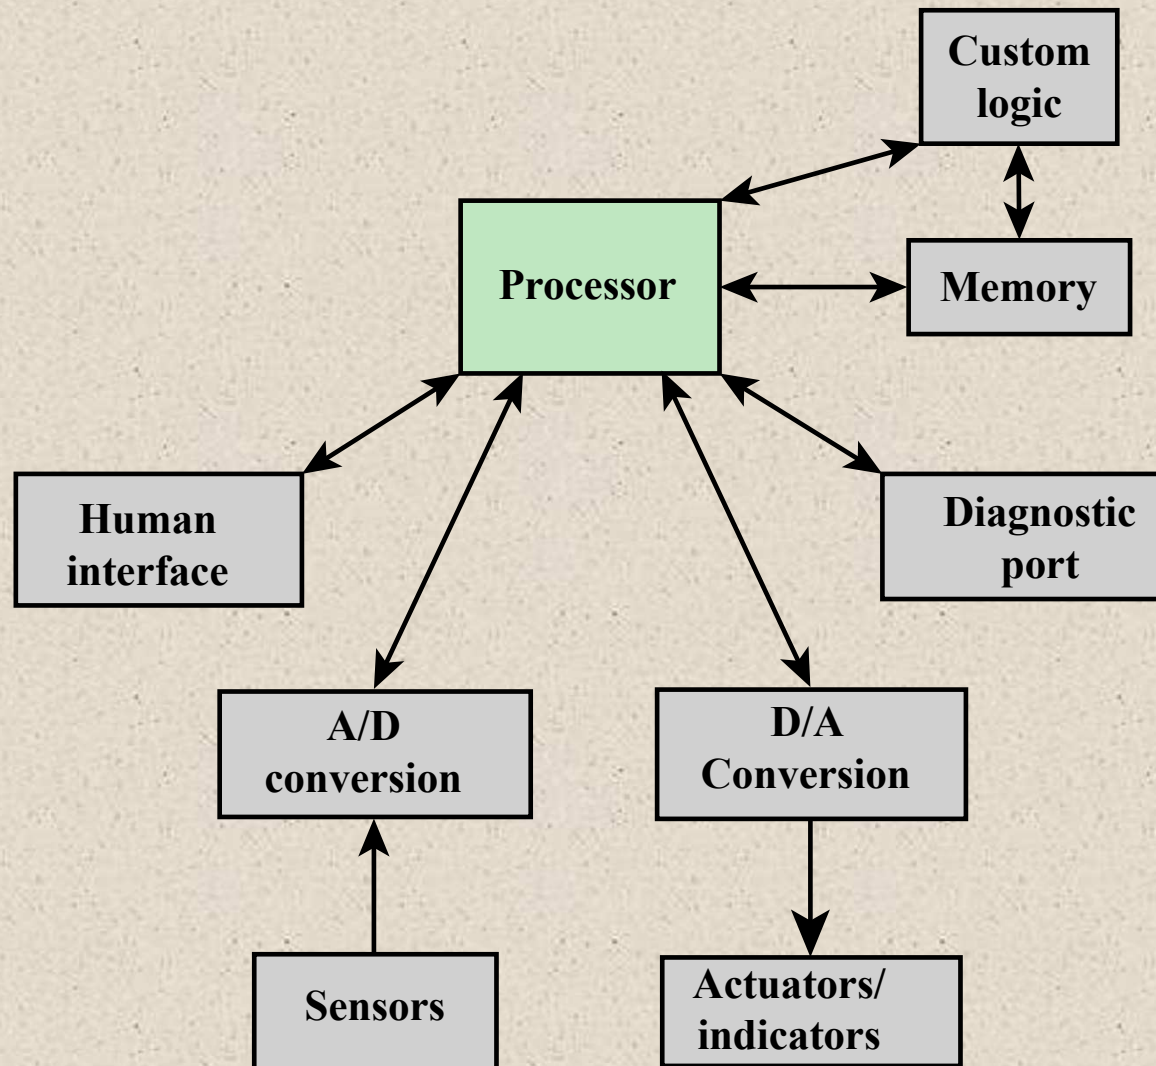 Custom
logic
Processor
Memory
Human
interface
Diagnostic
port
A/D
conversion
D/A
Conversion
Sensors
Actuators/
indicators